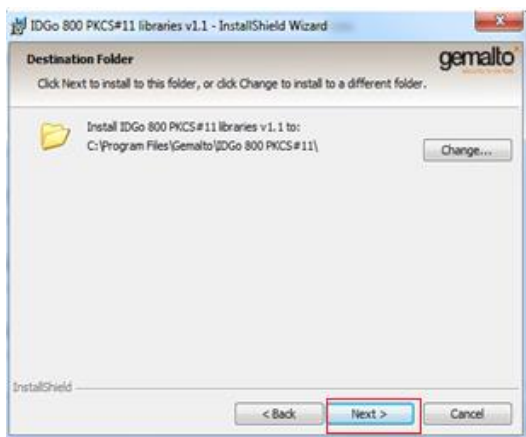 IDGo 800 PKCS#11 libraries v1.1 - InstallShield Wizard
Destination Folder
gemalto
Click Next to install to this folder, or click Change to install to a different folder.
Install IDGo 800 PKCS#11 libraries v1.1 to:
C:\Program Files\Gemalto\IDGo 800 PKCS#11\
Change...
InstallShield
< Back
Next >
Cancel